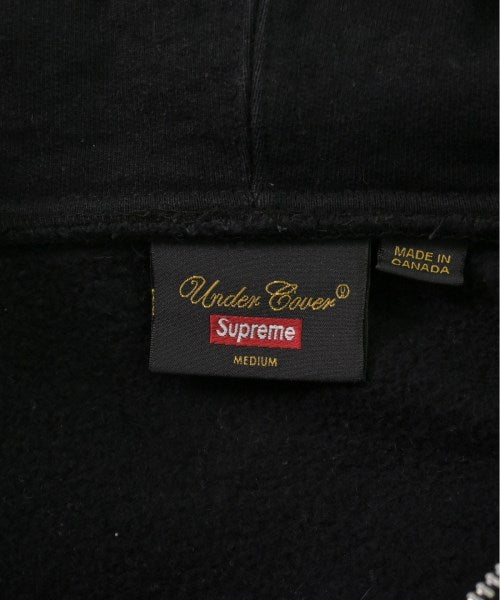 Under Cover Ⓤ
Supreme
MEDIUM
MADE IN
CANADA